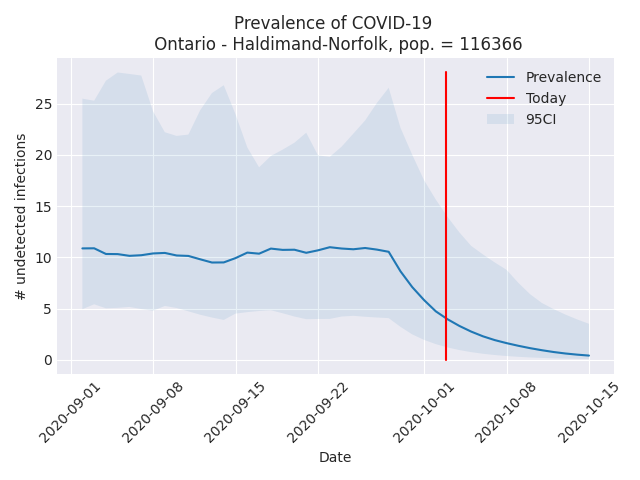 Prevalence of COVID-19
Ontario - Haldimand-Norfolk, pop. = 116366
Prevalence
Today
95CI
# undetected infections
25
20
15
10
5
0
2020-09-01
2020-09-08
2020-09-15
2020-09-22
2020-10-01
2020-10-08
2020-10-15
Date